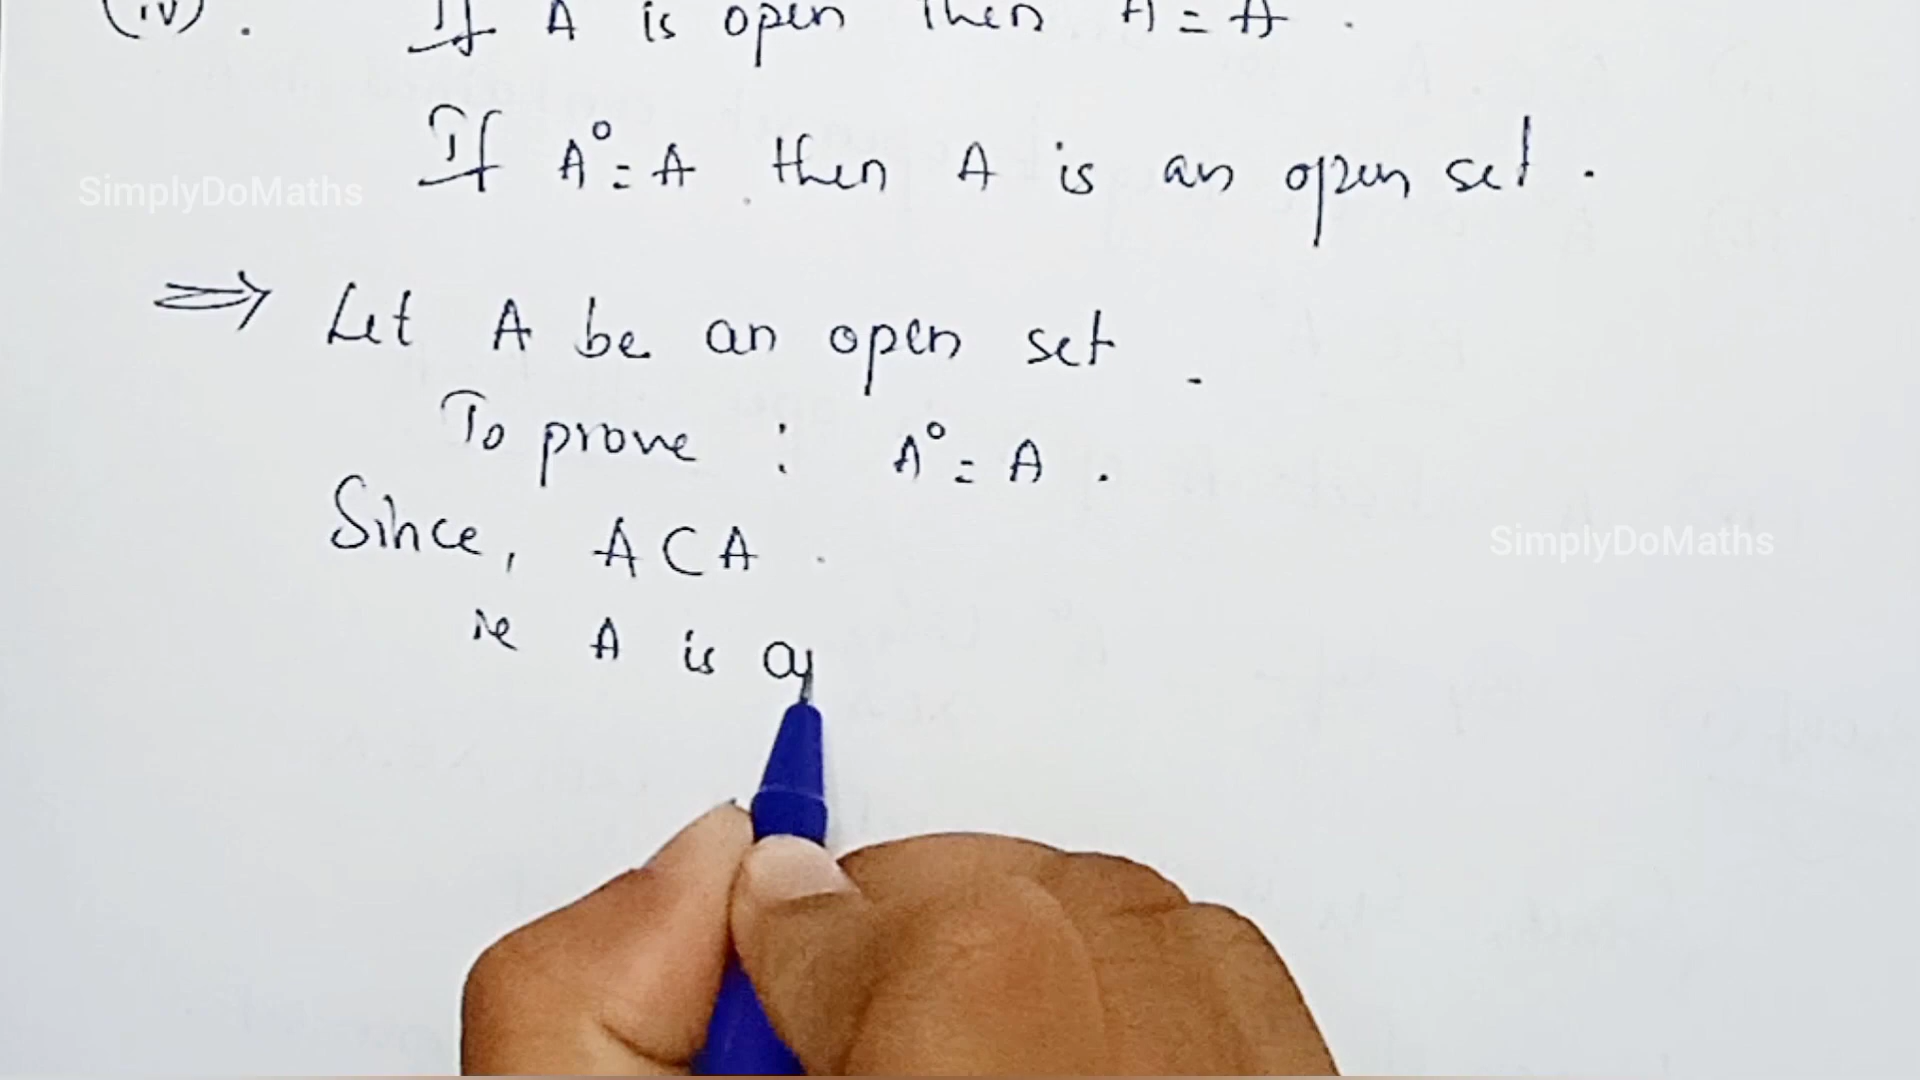 (iv). If A is open then A = A.
If A° = A then A is an open set.
⇒ Let A be an open set.
To prove : A° = A.
Since, A ⊂ A.
ie A is
SimplyDoMaths
SimplyDoMaths